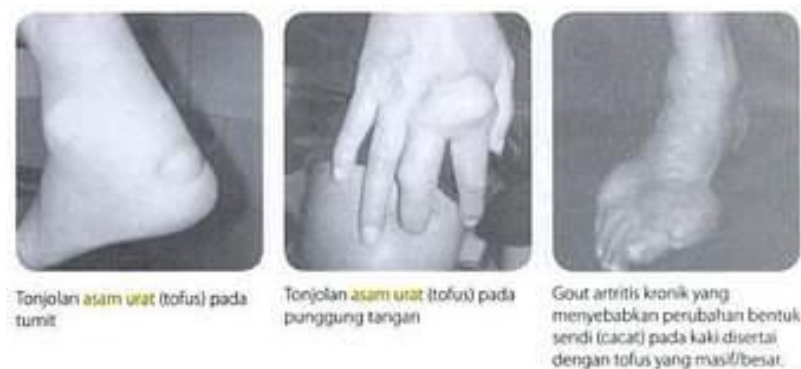 Tonjolan asam urat (tofus) pada
tumit
Tonjolan asam urat (tofus) pada
punggung tangan
Gout artritis kronik yang
menyebabkan perubahan bentuk
sendi (cacat) pada kaki disertai
dengan tofus yang masif/besar.